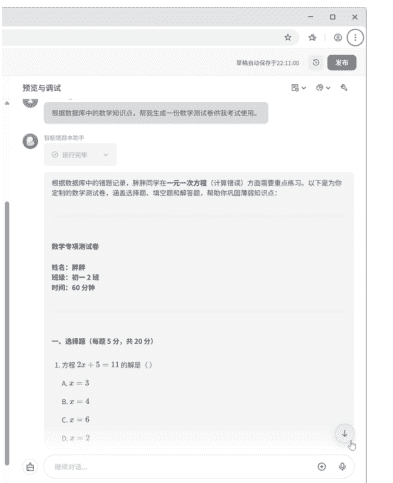 草稿自动保存于22:11:00
发布
预览与调试
根据数据库中的数学知识点，帮我生成一份数学测试卷供我考试使用。
智能错题本助手
运行完毕
根据数据库中的错题记录，胖胖同学在一元一次方程（计算错误）方面需要重点练习。以下是为你
定制的数学测试卷，涵盖选择题、填空题和解答题，帮助你巩固薄弱知识点：
数学专项测试卷
姓名：胖胖
班级：初一 2 班
时间：60 分钟
一、选择题（每题 5 分，共 20 分）
1. 方程 2x + 5 = 11 的解是（ ）
A. x = 3
B. x = 4
C. x = 6
D. x = 2
继续对话...